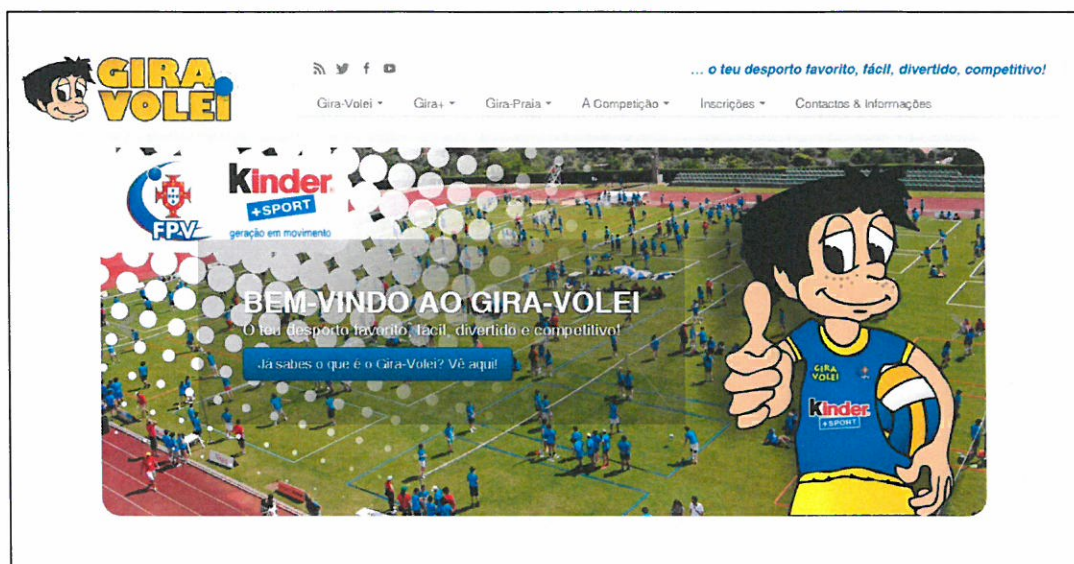 GIRA
VOLEI
... o teu desporto favorito, fácil, divertido, competitivo!
Gira-Volei Gira+ Gira-Praia A Competição Inscrições Contactos & Informações
FPV
Kinder
+SPORT
geração em movimento
BEM-VINDO AO GIRA-VOLEI
O teu desporto favorito, fácil, divertido e competitivo!
Já sabes o que é o Gira-Volei? Vê aqui!
GIRA
VOLEI
Kinder
+SPORT